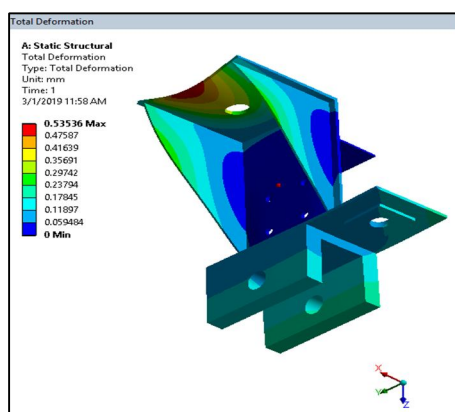 Total Deformation
A: Static Structural
Total Deformation
Type: Total Deformation
Unit: mm
Time: 1
3/1/2019 11:58 AM
0.53536 Max
0.47587
0.41639
0.35691
0.29742
0.23794
0.17845
0.11897
0.059484
0 Min
X
Y
Z